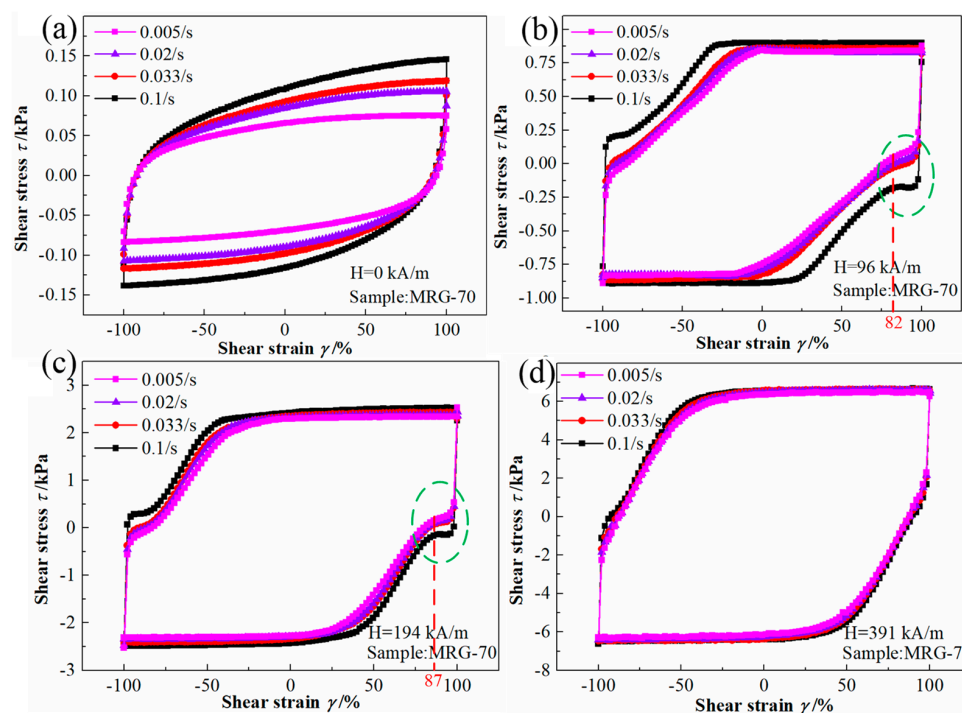 (a)
0.005/s
0.02/s
0.033/s
0.1/s
0.15
0.10
0.05
0.00
-0.05
-0.10
-0.15
Shear stress τ /kPa
H=0 kA/m
Sample:MRG-70
-100
-50
0
50
100
Shear strain γ /%
(b)
0.005/s
0.02/s
0.033/s
0.1/s
0.75
0.50
0.25
0.00
-0.25
-0.50
-0.75
-1.00
Shear stress τ /kPa
H=96 kA/m
Sample:MRG-70
-100
-50
0
50
82
100
Shear strain γ /%
(c)
0.005/s
0.02/s
0.033/s
0.1/s
3
2
1
0
-1
-2
-3
Shear stress τ /kPa
H=194 kA/m
Sample:MRG-70
-100
-50
0
50
87
100
Shear strain γ /%
(d)
0.005/s
0.02/s
0.033/s
0.1/s
8
6
4
2
0
-2
-4
-6
-8
Shear stress τ /kPa
H=391 kA/m
Sample:MRG-70
-100
-50
0
50
100
Shear strain γ /%